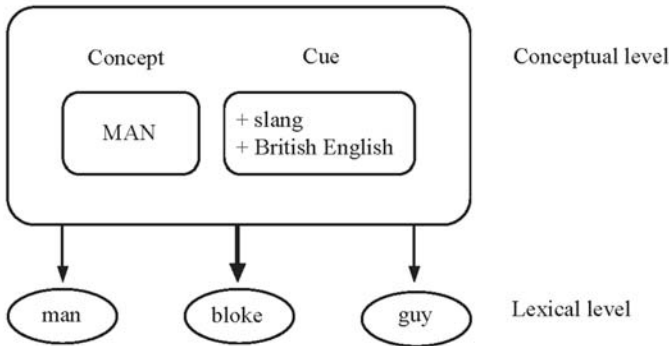 Concept Cue Conceptual level
MAN
+ slang
+ British English
man bloke guy Lexical level